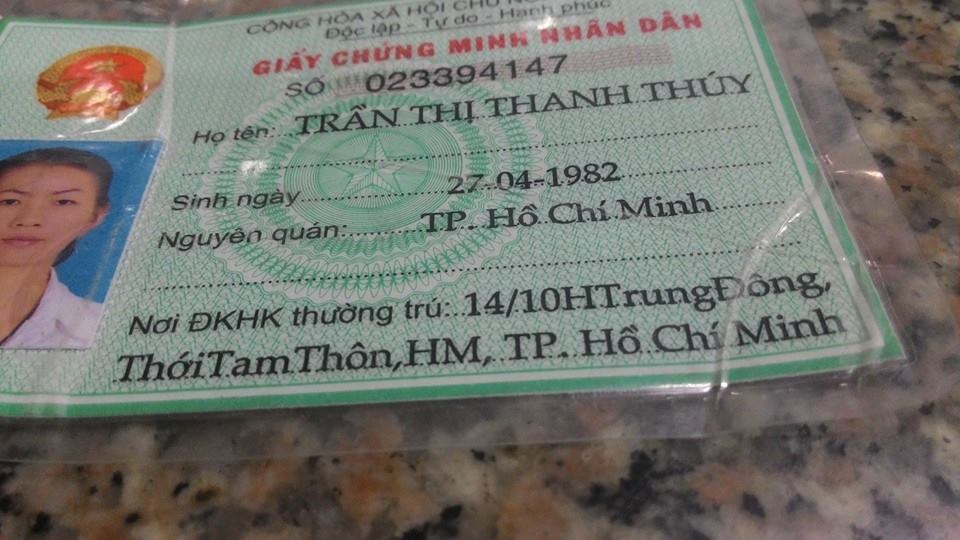 CỘNG HÒA XÃ HỘI CHỦ
Độc lập - Tự do - Hạnh phúc
GIẤY CHỨNG MINH NHÂN DÂN
SỐ 023394147
Họ tên: TRẦN THỊ THANH THÚY
Sinh ngày 27-04-1982
Nguyên quán: TP. Hồ Chí Minh
Nơi ĐKHK thường trú: 14/10HTrungĐông,
ThớiTamThôn,HM, TP. Hồ Chí Minh